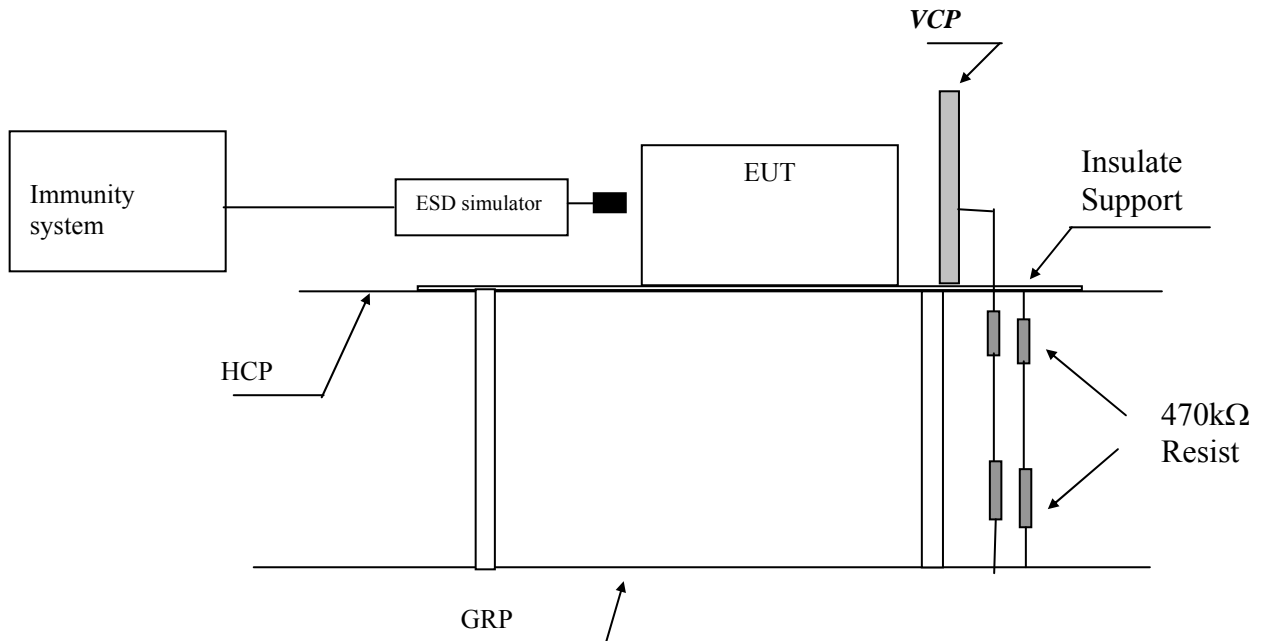 VCP
Immunity
system
ESD simulator
EUT
Insulate
Support
HCP
470kΩ
Resist
GRP